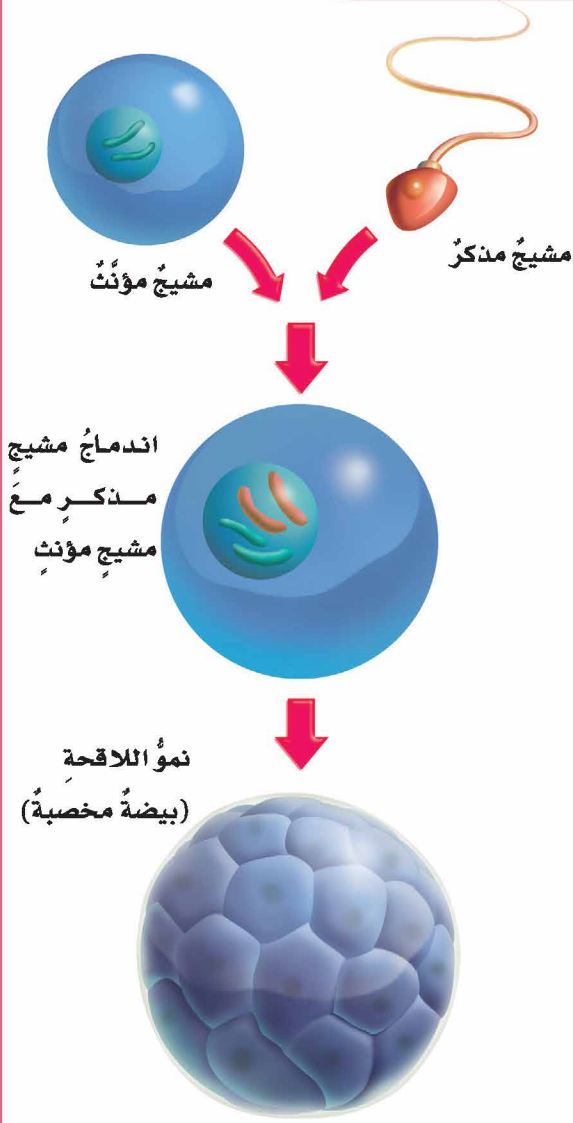 مشيجٌ مذكرٌ
مشيجٌ مؤنَّثٌ
اندماجُ مشيجٍ
مـذكـرٍ مـعَ
مشيجٍ مؤنثٍ
نموُّ اللاقحةِ
(بيضةٌ مخصبةٌ)